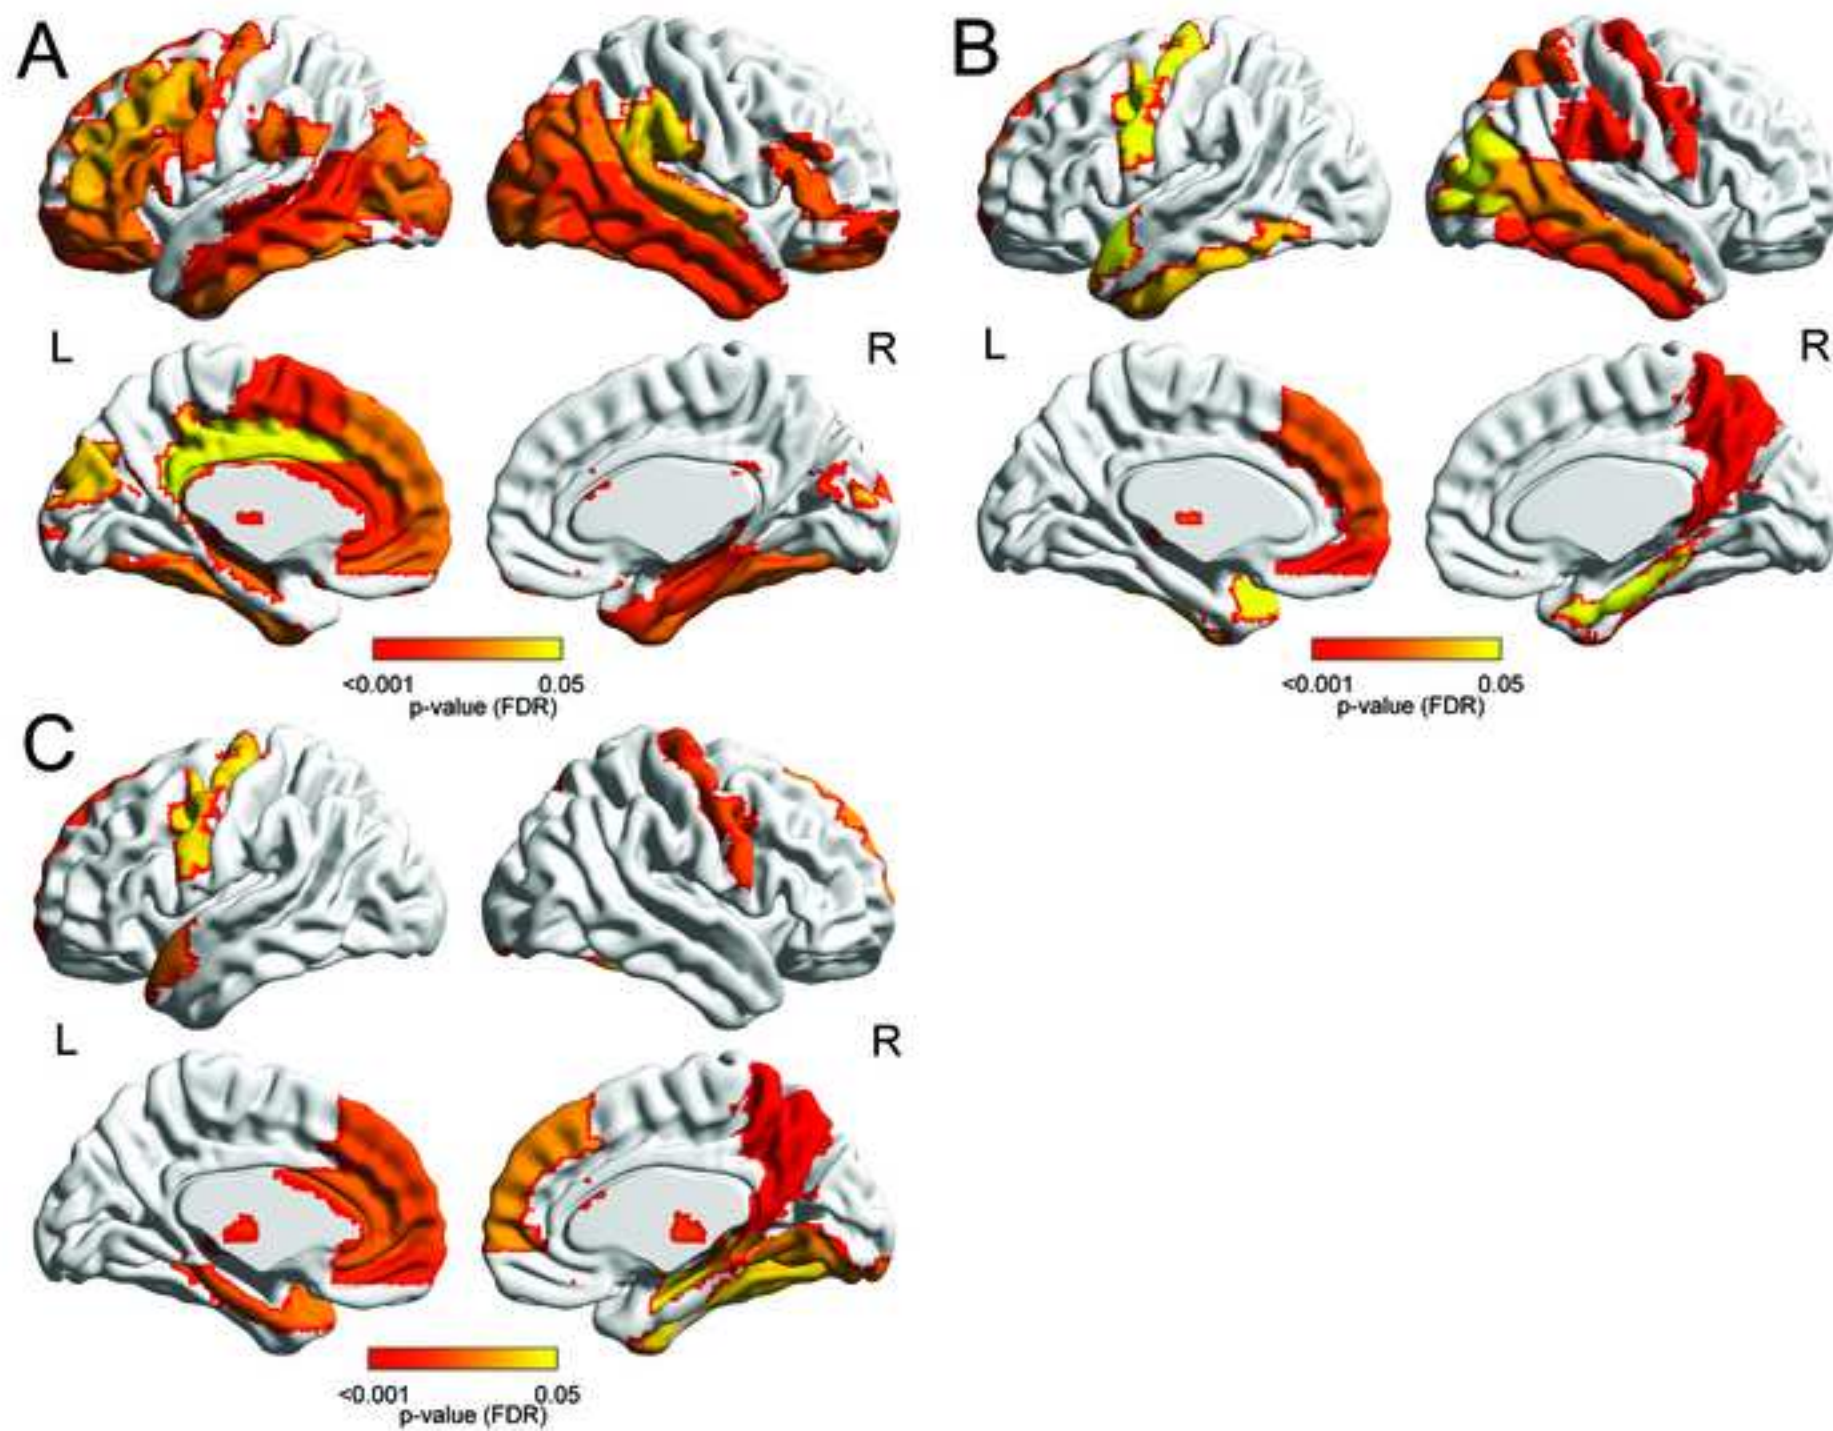 A
B
L
R
L
R
<0.001
0.05
p-value (FDR)
<0.001
0.05
p-value (FDR)
C
L
R
<0.001
0.05
p-value (FDR)